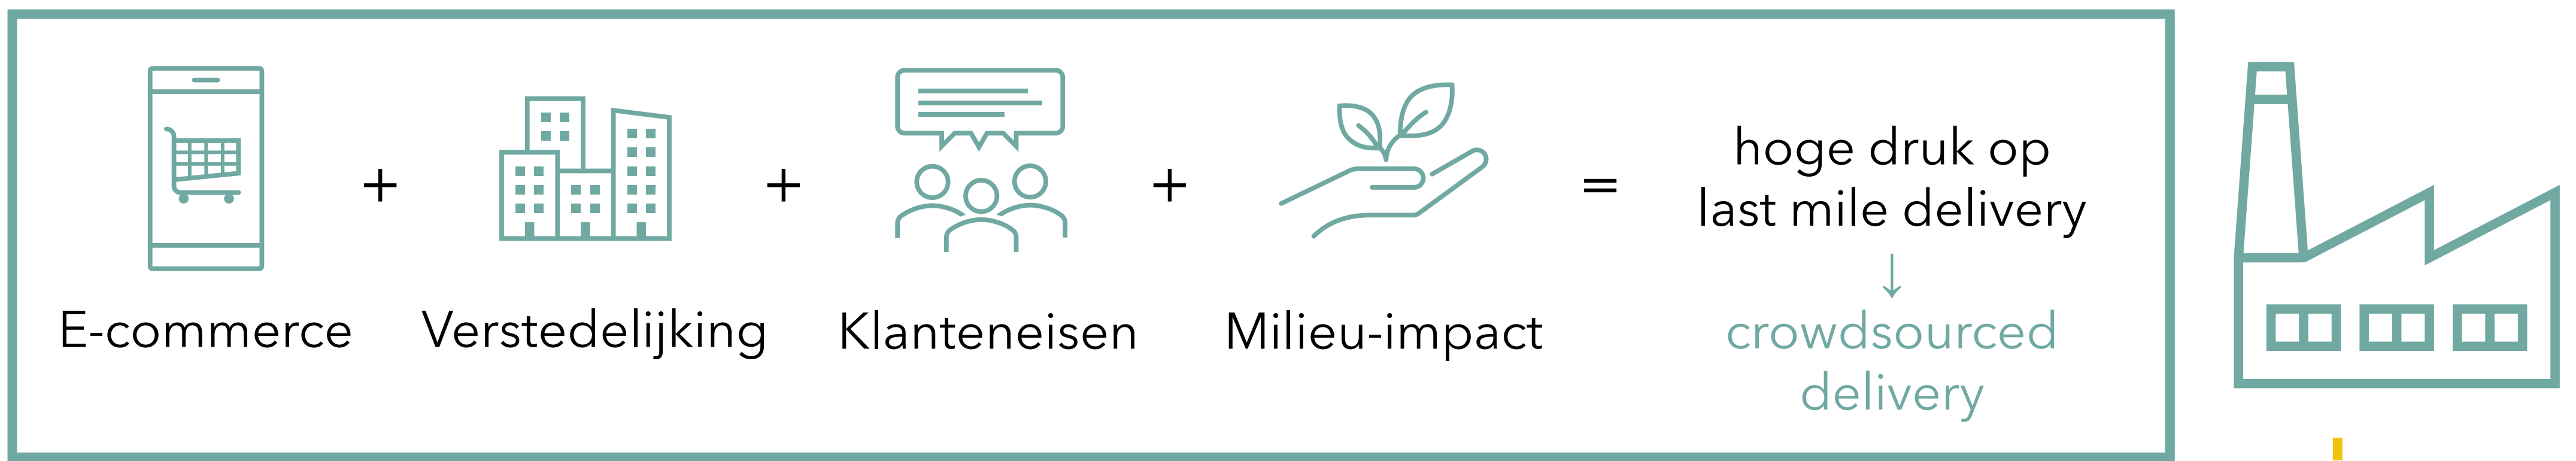 E-commerce + Verstedelijking + Klanteneisen + Milieu-impact =
hoge druk op
last mile delivery
↓
crowdsourced
delivery